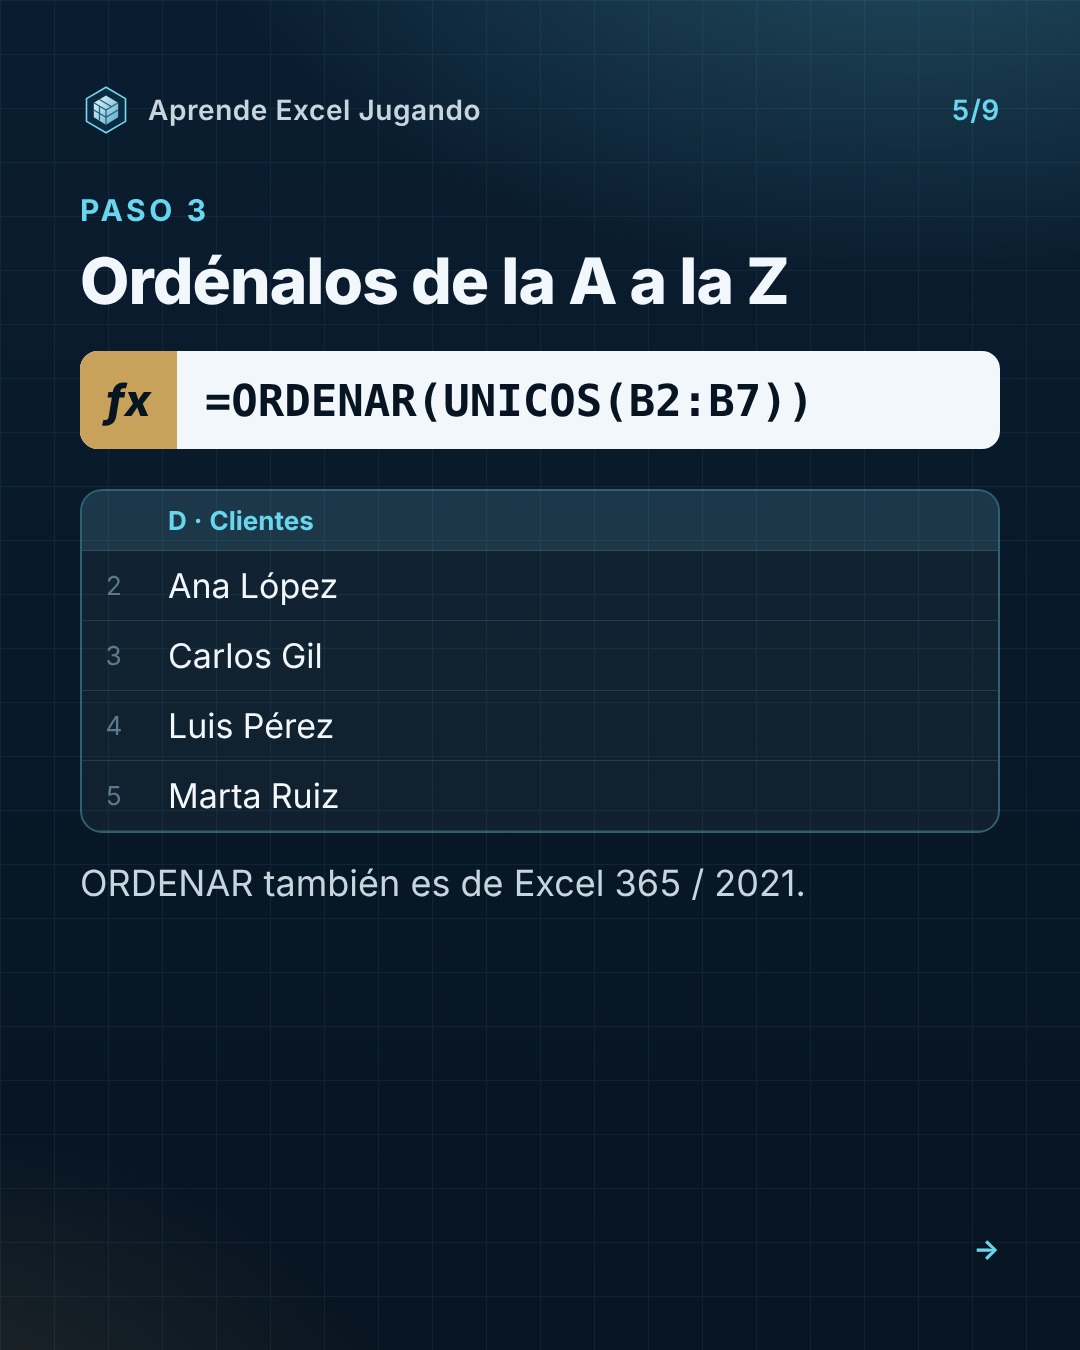 Aprende Excel Jugando
5/9
PASO 3
Ordénalos de la A a la Z
fx =ORDENAR(UNICOS(B2:B7))
D · Clientes
2 Ana López
3 Carlos Gil
4 Luis Pérez
5 Marta Ruiz
ORDENAR también es de Excel 365 / 2021.
→